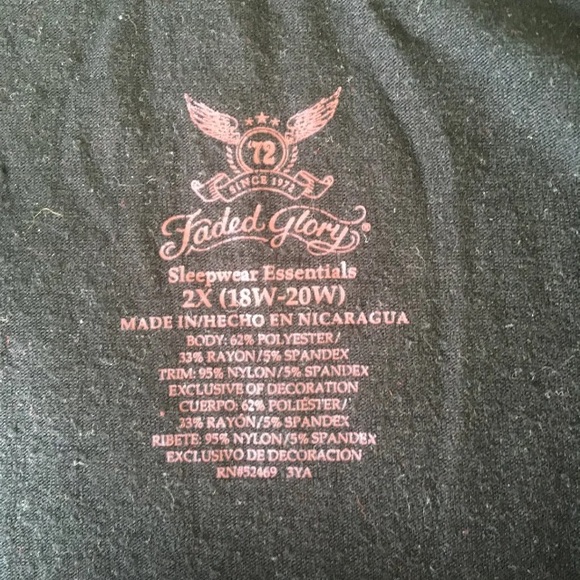 '72
SINCE 1972
Faded Glory®
Sleepwear Essentials
2X (18W-20W)
MADE IN/HECHO EN NICARAGUA
BODY: 62% POLYESTER/
33% RAYON/5% SPANDEX
TRIM: 95% NYLON/5% SPANDEX
EXCLUSIVE OF DECORATION
CUERPO: 62% POLIÉSTER/
23% RAYÓN/5% SPANDEX
RIBETE: 95% NYLON/5% SPANDEX
EXCLUSIVO DE DECORACION
RN#52469 3YA